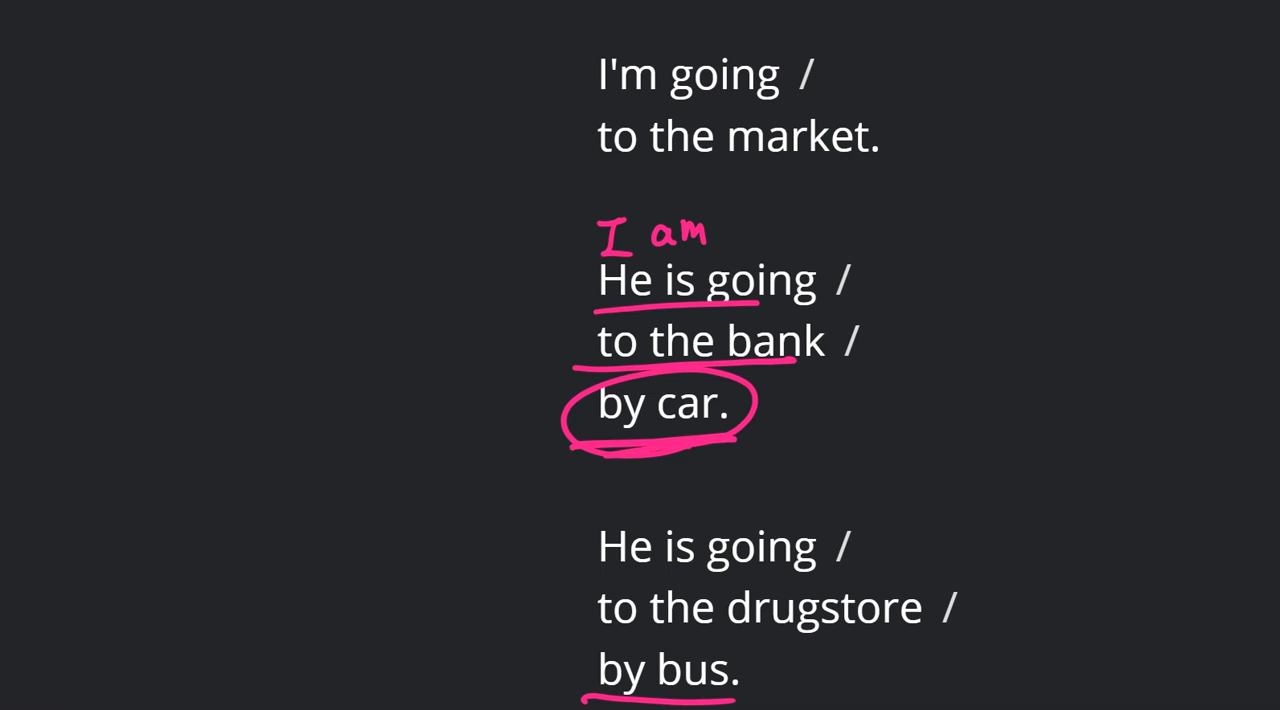 I'm going /
to the market.
I am
He is going /
to the bank /
by car.
He is going /
to the drugstore /
by bus.